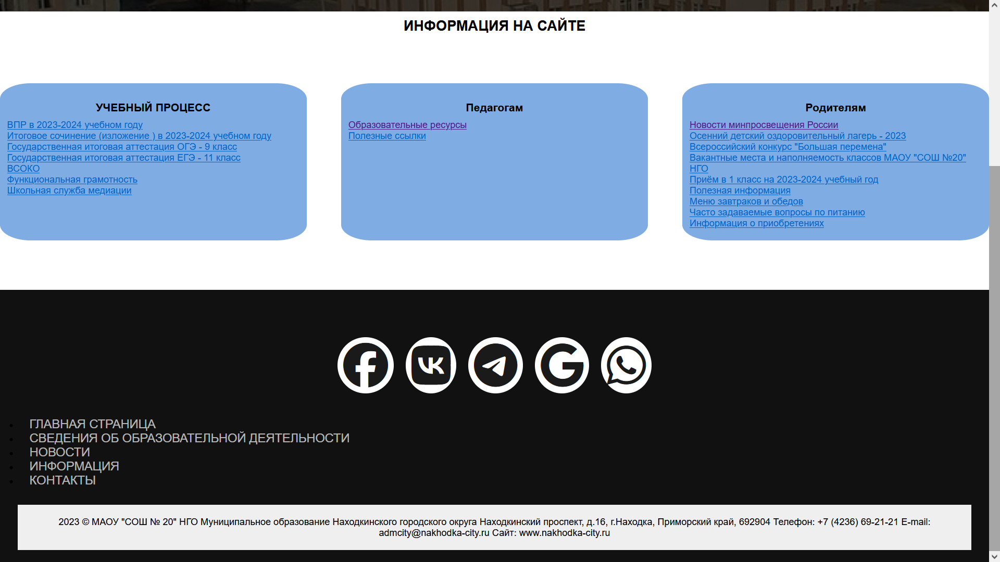 ИНФОРМАЦИЯ НА САЙТЕ
УЧЕБНЫЙ ПРОЦЕСС
ВПР в 2023-2024 учебном году
Итоговое сочинение (изложение ) в 2023-2024 учебном году
Государственная итоговая аттестация ОГЭ - 9 класс
Государственная итоговая аттестация ЕГЭ - 11 класс
ВСОКО
Функциональная грамотность
Школьная служба медиации
Педагогам
Образовательные ресурсы
Полезные ссылки
Родителям
Новости минпросвещения России
Осенний детский оздоровительный лагерь - 2023
Всероссийский конкурс "Большая перемена"
Вакантные места и наполняемость классов МАОУ "СОШ №20"
НГО
Приём в 1 класс на 2023-2024 учебный год
Полезная информация
Меню завтраков и обедов
Часто задаваемые вопросы по питанию
Информация о приобретениях
ГЛАВНАЯ СТРАНИЦА
СВЕДЕНИЯ ОБ ОБРАЗОВАТЕЛЬНОЙ ДЕЯТЕЛЬНОСТИ
НОВОСТИ
ИНФОРМАЦИЯ
КОНТАКТЫ
2023 © МАОУ "СОШ № 20" НГО Муниципальное образование Находкинского городского округа Находкинский проспект, д.16, г.Находка, Приморский край, 692904 Телефон: +7 (4236) 69-21-21 E-mail:
admcity@nakhodka-city.ru Сайт: www.nakhodka-city.ru